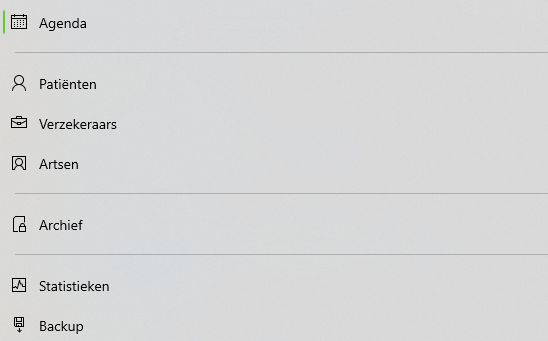 Agenda
Patiënten
Verzekeraars
Artsen
Archief
Statistieken
Backup